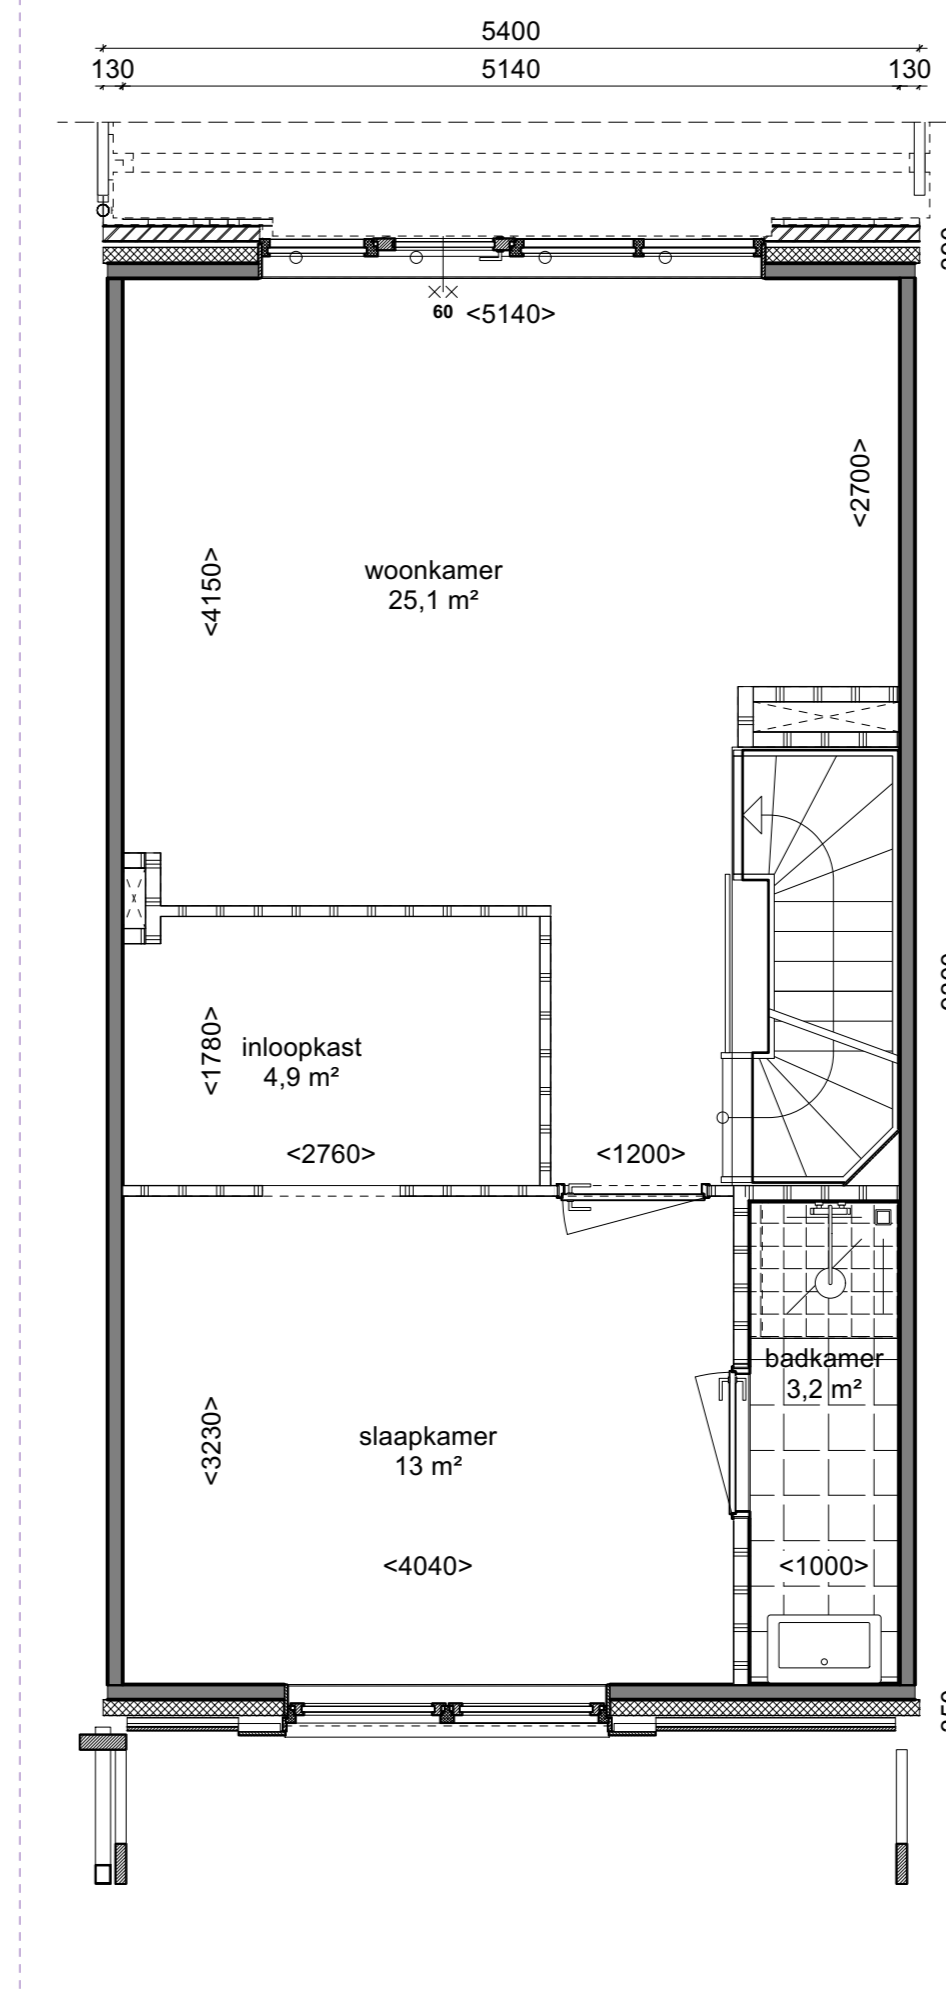 5400
130
5140
130
60
<5140>
<2700>
<4150>
woonkamer
25,1 m²
<1780>
inloopkast
4,9 m²
<2760>
<1200>
badkamer
3,2 m²
<3230>
slaapkamer
13 m²
<4040>
<1000>